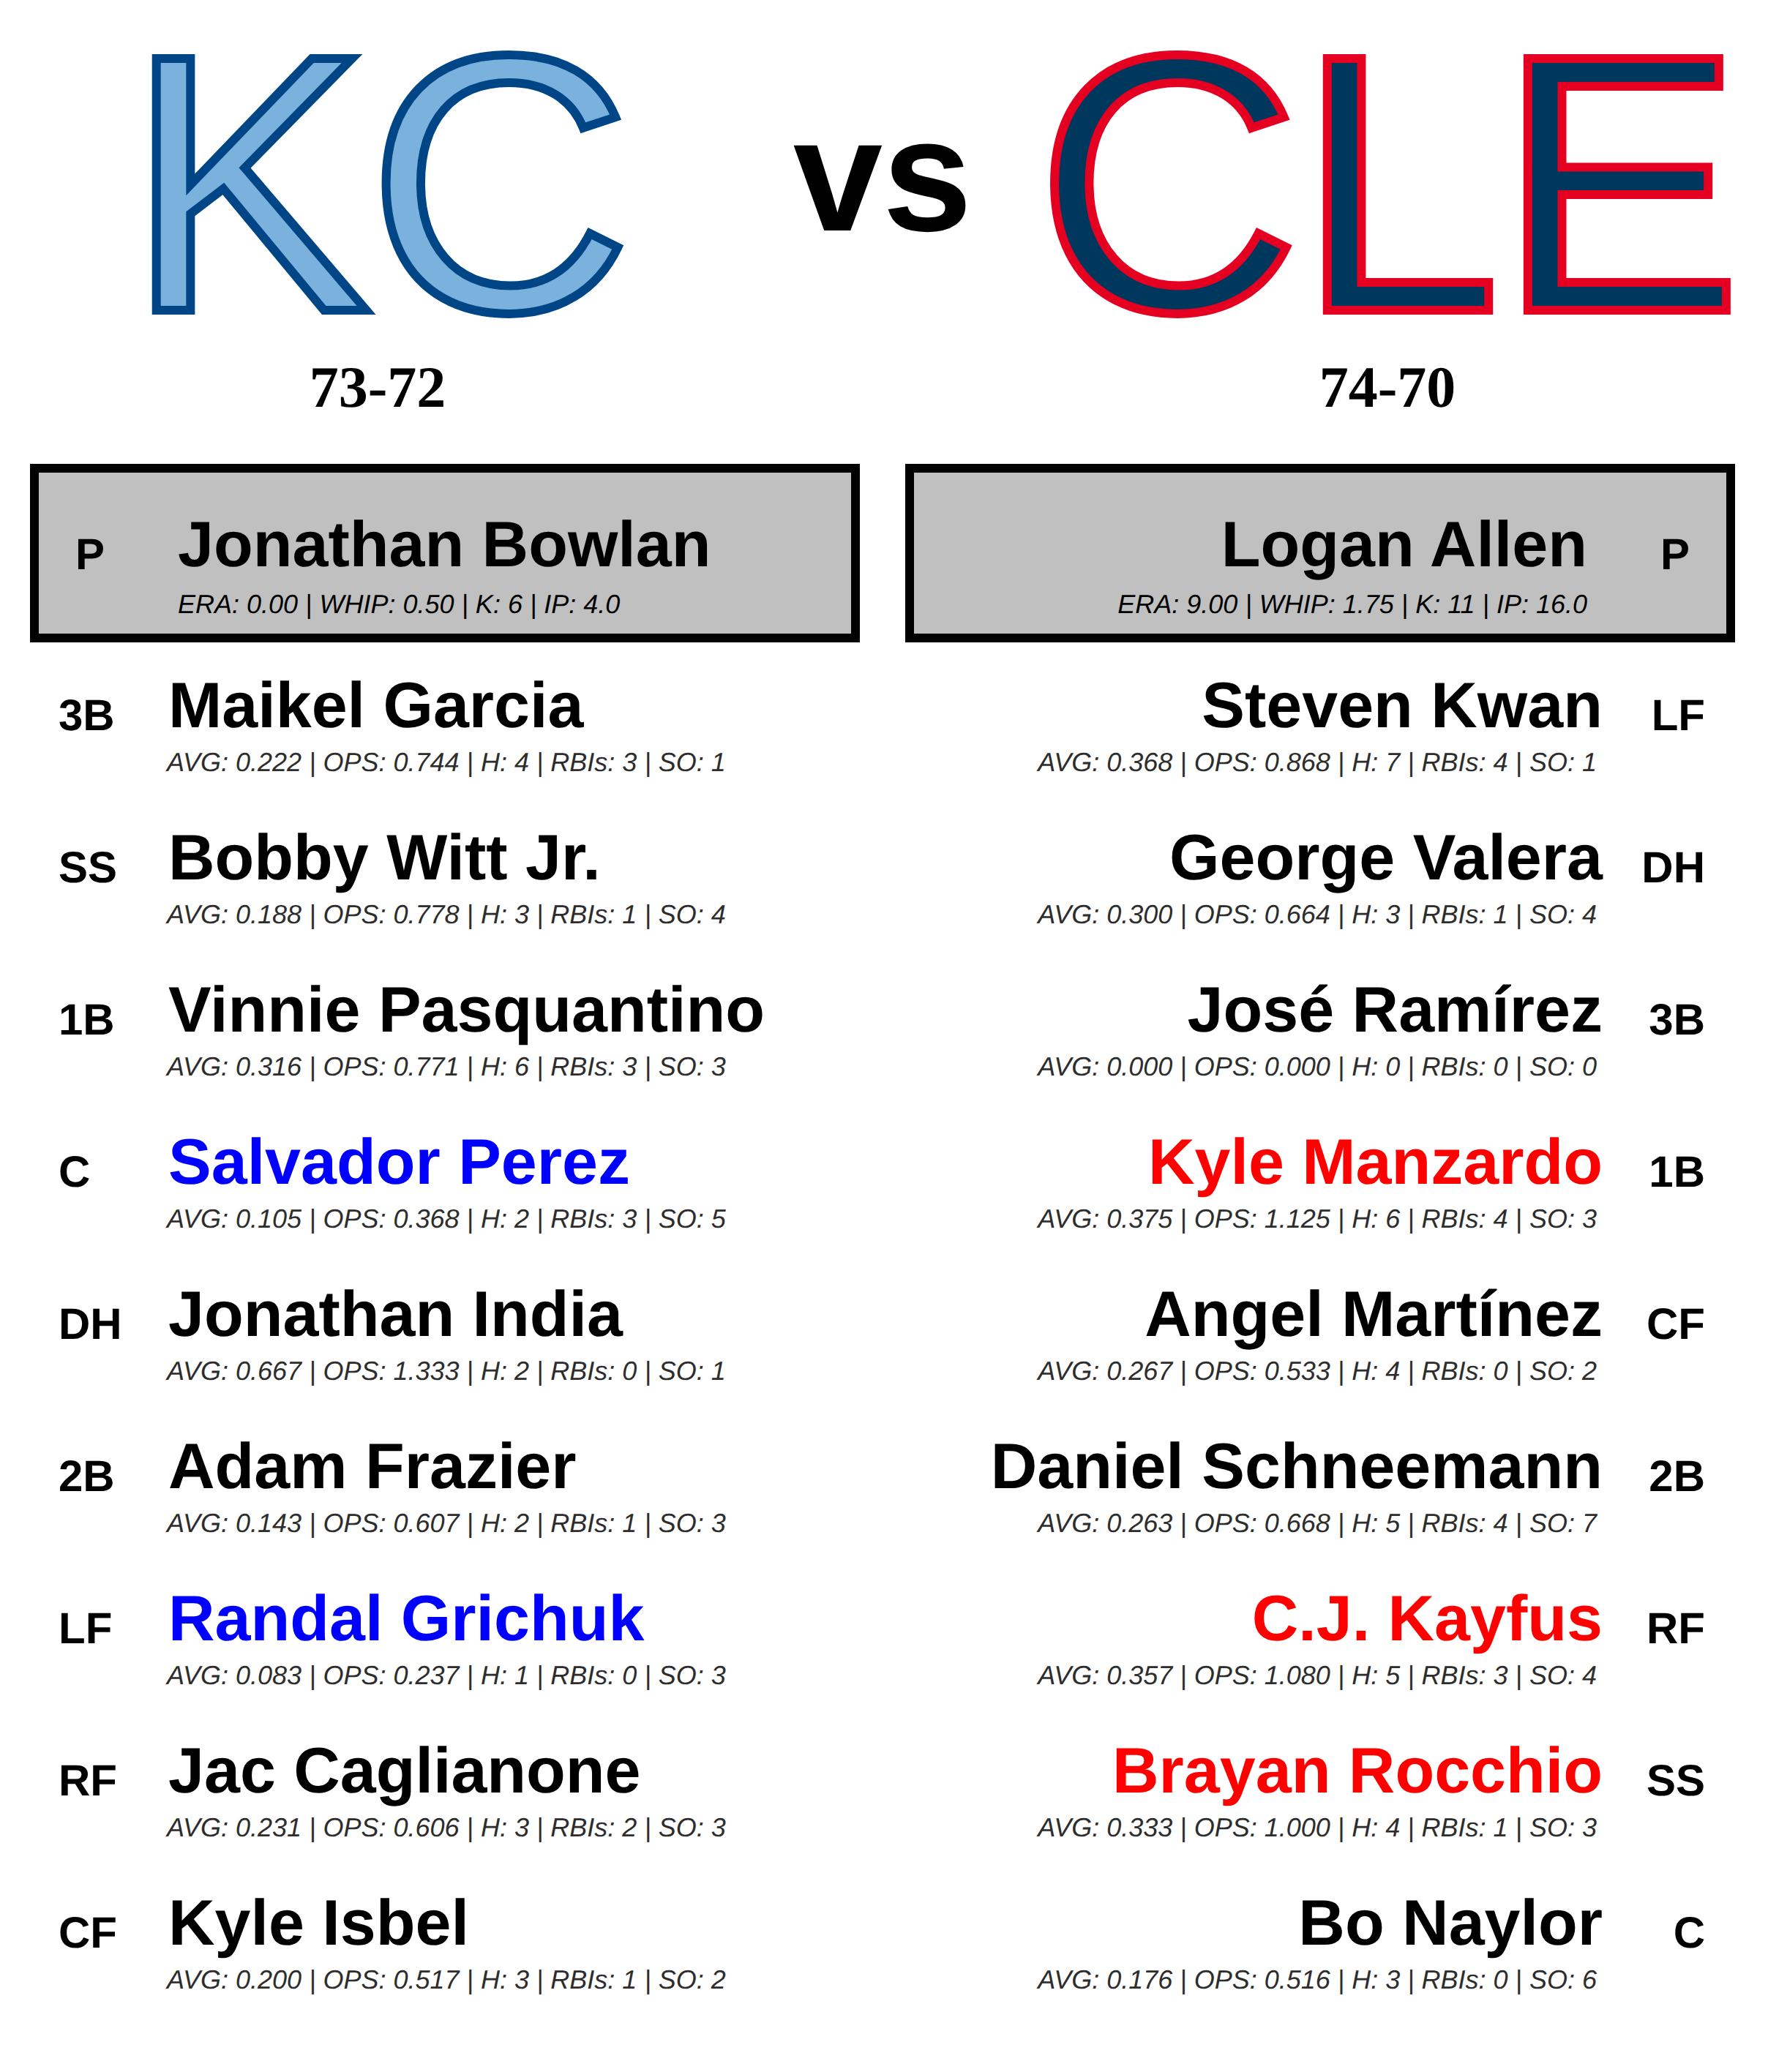 KC vs CLE
73-72
74-70
P Jonathan Bowlan
ERA: 0.00 | WHIP: 0.50 | K: 6 | IP: 4.0
Logan Allen P
ERA: 9.00 | WHIP: 1.75 | K: 11 | IP: 16.0
3B Maikel Garcia
AVG: 0.222 | OPS: 0.744 | H: 4 | RBIs: 3 | SO: 1
SS Bobby Witt Jr.
AVG: 0.188 | OPS: 0.778 | H: 3 | RBIs: 1 | SO: 4
1B Vinnie Pasquantino
AVG: 0.316 | OPS: 0.771 | H: 6 | RBIs: 3 | SO: 3
C Salvador Perez
AVG: 0.105 | OPS: 0.368 | H: 2 | RBIs: 3 | SO: 5
DH Jonathan India
AVG: 0.667 | OPS: 1.333 | H: 2 | RBIs: 0 | SO: 1
2B Adam Frazier
AVG: 0.143 | OPS: 0.607 | H: 2 | RBIs: 1 | SO: 3
LF Randal Grichuk
AVG: 0.083 | OPS: 0.237 | H: 1 | RBIs: 0 | SO: 3
RF Jac Caglianone
AVG: 0.231 | OPS: 0.606 | H: 3 | RBIs: 2 | SO: 3
CF Kyle Isbel
AVG: 0.200 | OPS: 0.517 | H: 3 | RBIs: 1 | SO: 2
Steven Kwan LF
AVG: 0.368 | OPS: 0.868 | H: 7 | RBIs: 4 | SO: 1
George Valera DH
AVG: 0.300 | OPS: 0.664 | H: 3 | RBIs: 1 | SO: 4
José Ramírez 3B
AVG: 0.000 | OPS: 0.000 | H: 0 | RBIs: 0 | SO: 0
Kyle Manzardo 1B
AVG: 0.375 | OPS: 1.125 | H: 6 | RBIs: 4 | SO: 3
Angel Martínez CF
AVG: 0.267 | OPS: 0.533 | H: 4 | RBIs: 0 | SO: 2
Daniel Schneemann 2B
AVG: 0.263 | OPS: 0.668 | H: 5 | RBIs: 4 | SO: 7
C.J. Kayfus RF
AVG: 0.357 | OPS: 1.080 | H: 5 | RBIs: 3 | SO: 4
Brayan Rocchio SS
AVG: 0.333 | OPS: 1.000 | H: 4 | RBIs: 1 | SO: 3
Bo Naylor C
AVG: 0.176 | OPS: 0.516 | H: 3 | RBIs: 0 | SO: 6